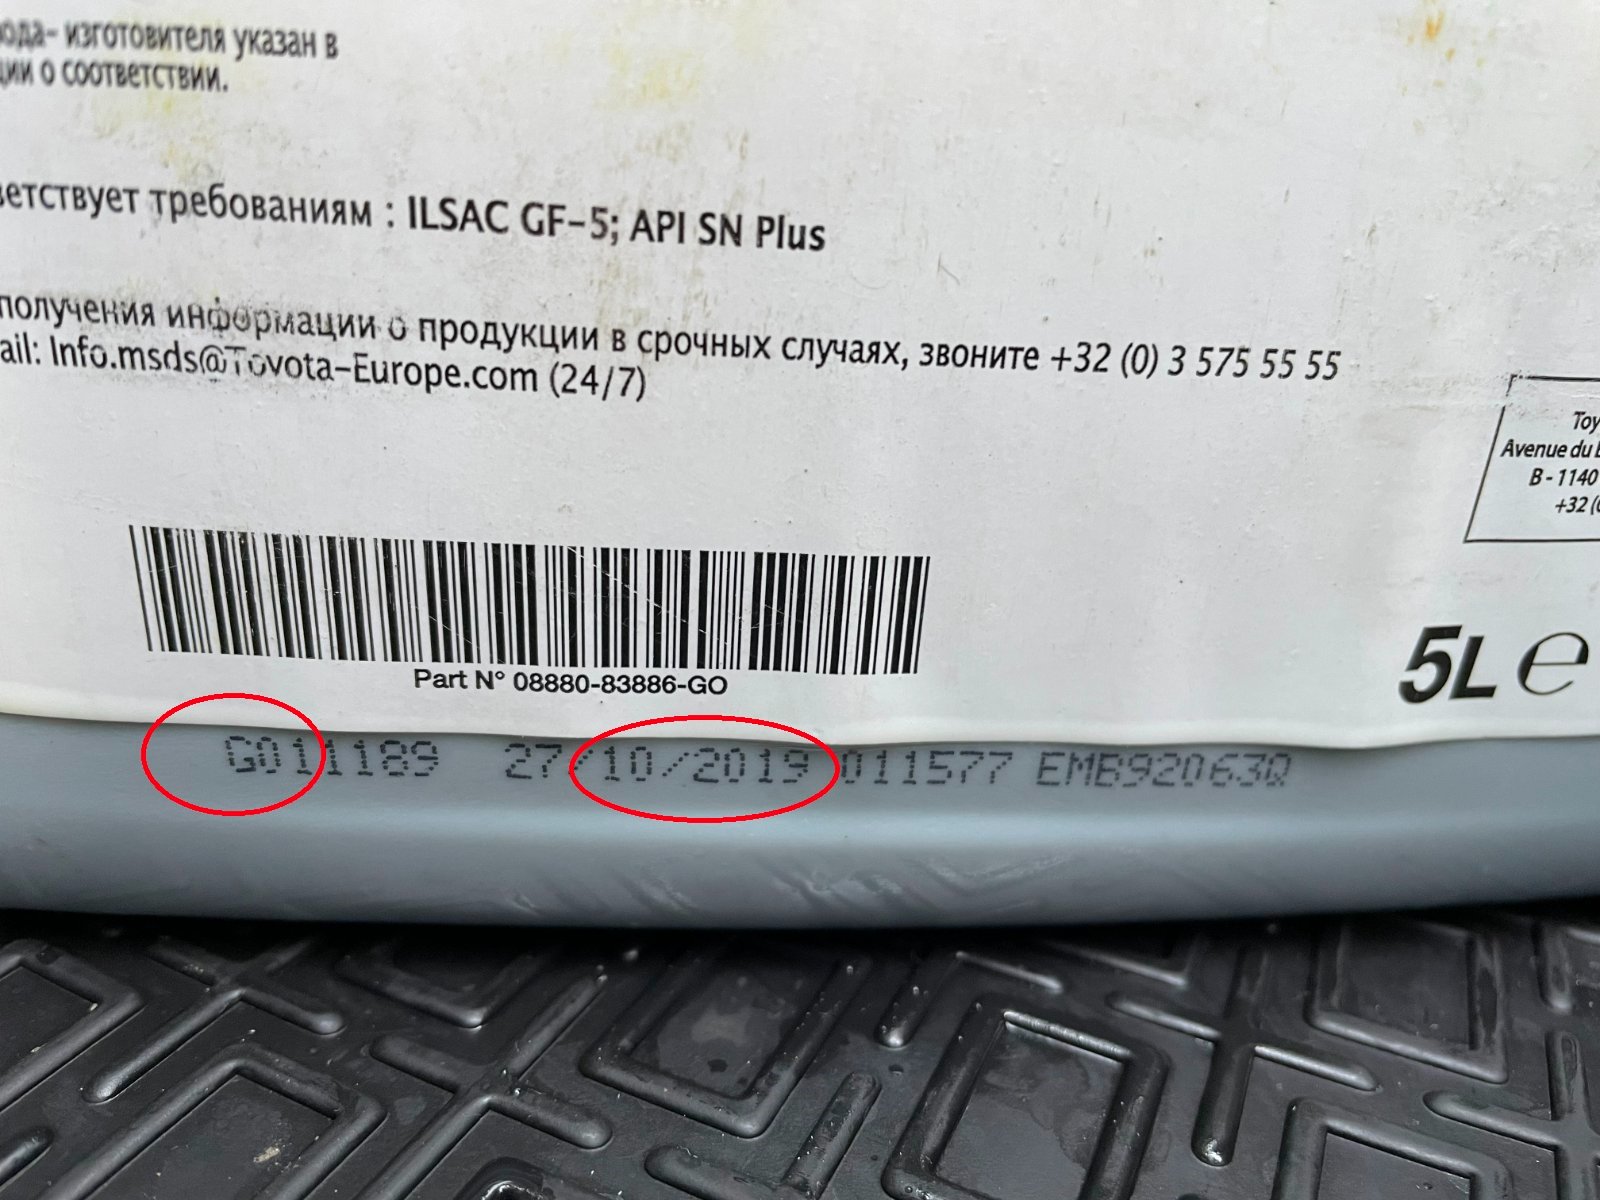 вода- изготовителя указан в
ции о соответствии.
ветствует требованиям : ILSAC GF-5; API SN Plus
получения информации о продукции в срочных случаях, звоните +32 (0) 3 575 55 55
ail: Info.msds@Toyota-Europe.com (24/7)
Toy
Avenue du B
B - 1140
+32 (0
Part N° 08880-83886-GO
5L e
G011189 27/10/2019 011577 EMB92063Q